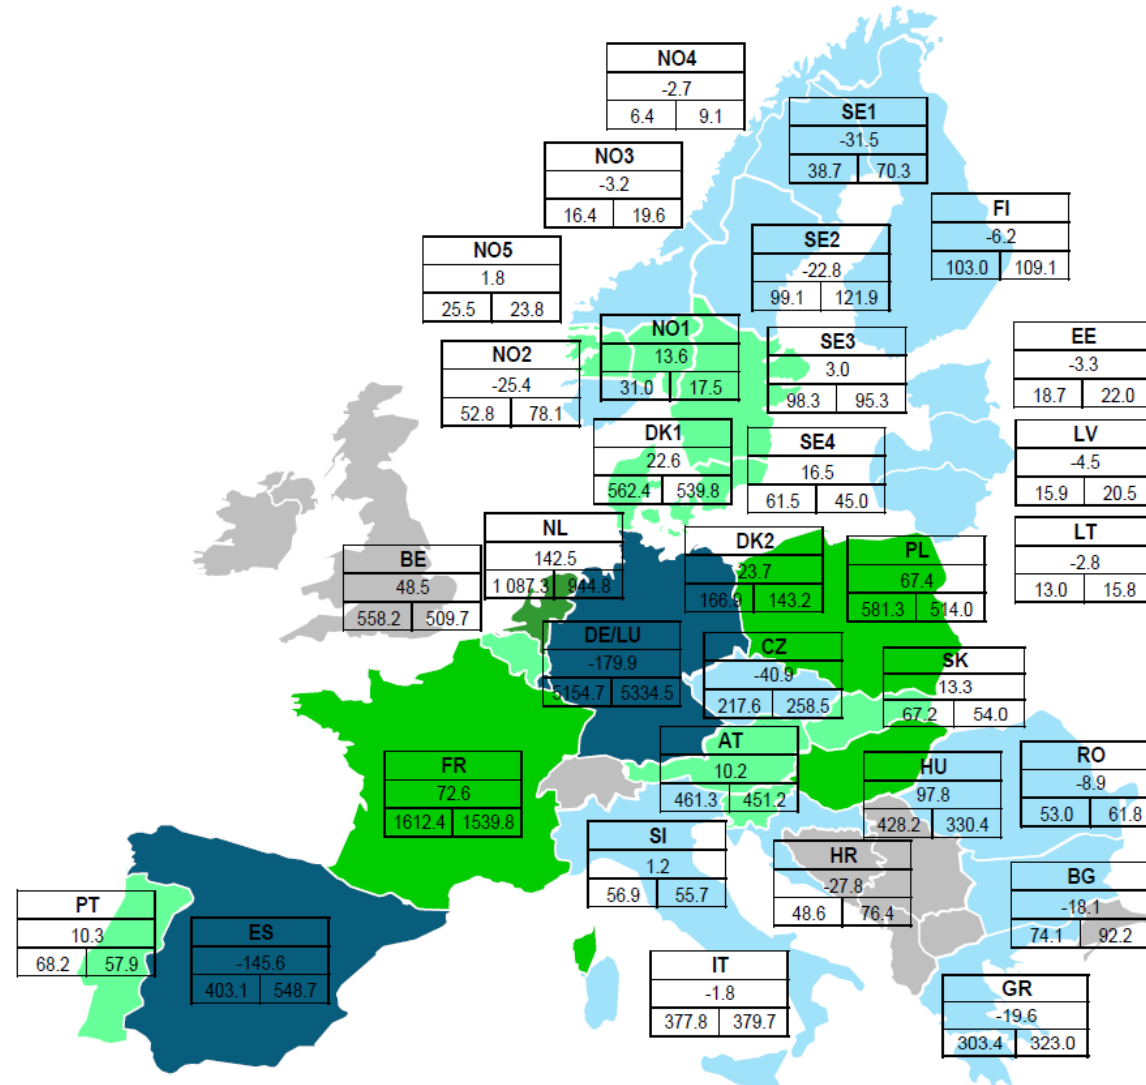 NO4
-2.7
6.4 9.1
SE1
-31.5
38.7 70.3
NO3
-3.2
16.4 19.6
FI
-6.2
103.0 109.1
SE2
-22.8
99.1 121.9
NO5
1.8
25.5 23.8
NO1
13.6
31.0 17.5
SE3
3.0
98.3 95.3
EE
-3.3
18.7 22.0
NO2
-25.4
52.8 78.1
DK1
22.6
562.4 539.8
SE4
16.5
61.5 45.0
LV
-4.5
15.9 20.5
NL
142.5
1 087.3 944.8
LT
-2.8
13.0 15.8
BE
48.5
558.2 509.7
DK2
23.7
166.9 143.2
PL
67.4
581.3 514.0
DE/LU
-179.9
5154.7 5334.5
CZ
-40.9
217.6 258.5
SK
13.3
67.2 54.0
AT
10.2
461.3 451.2
FR
72.6
1612.4 1539.8
HU
97.8
428.2 330.4
RO
-8.9
53.0 61.8
SI
1.2
56.9 55.7
HR
-27.8
48.6 76.4
BG
-18.1
74.1 92.2
PT
10.3
68.2 57.9
ES
-145.6
403.1 548.7
IT
-1.8
377.8 379.7
GR
-19.6
303.4 323.0